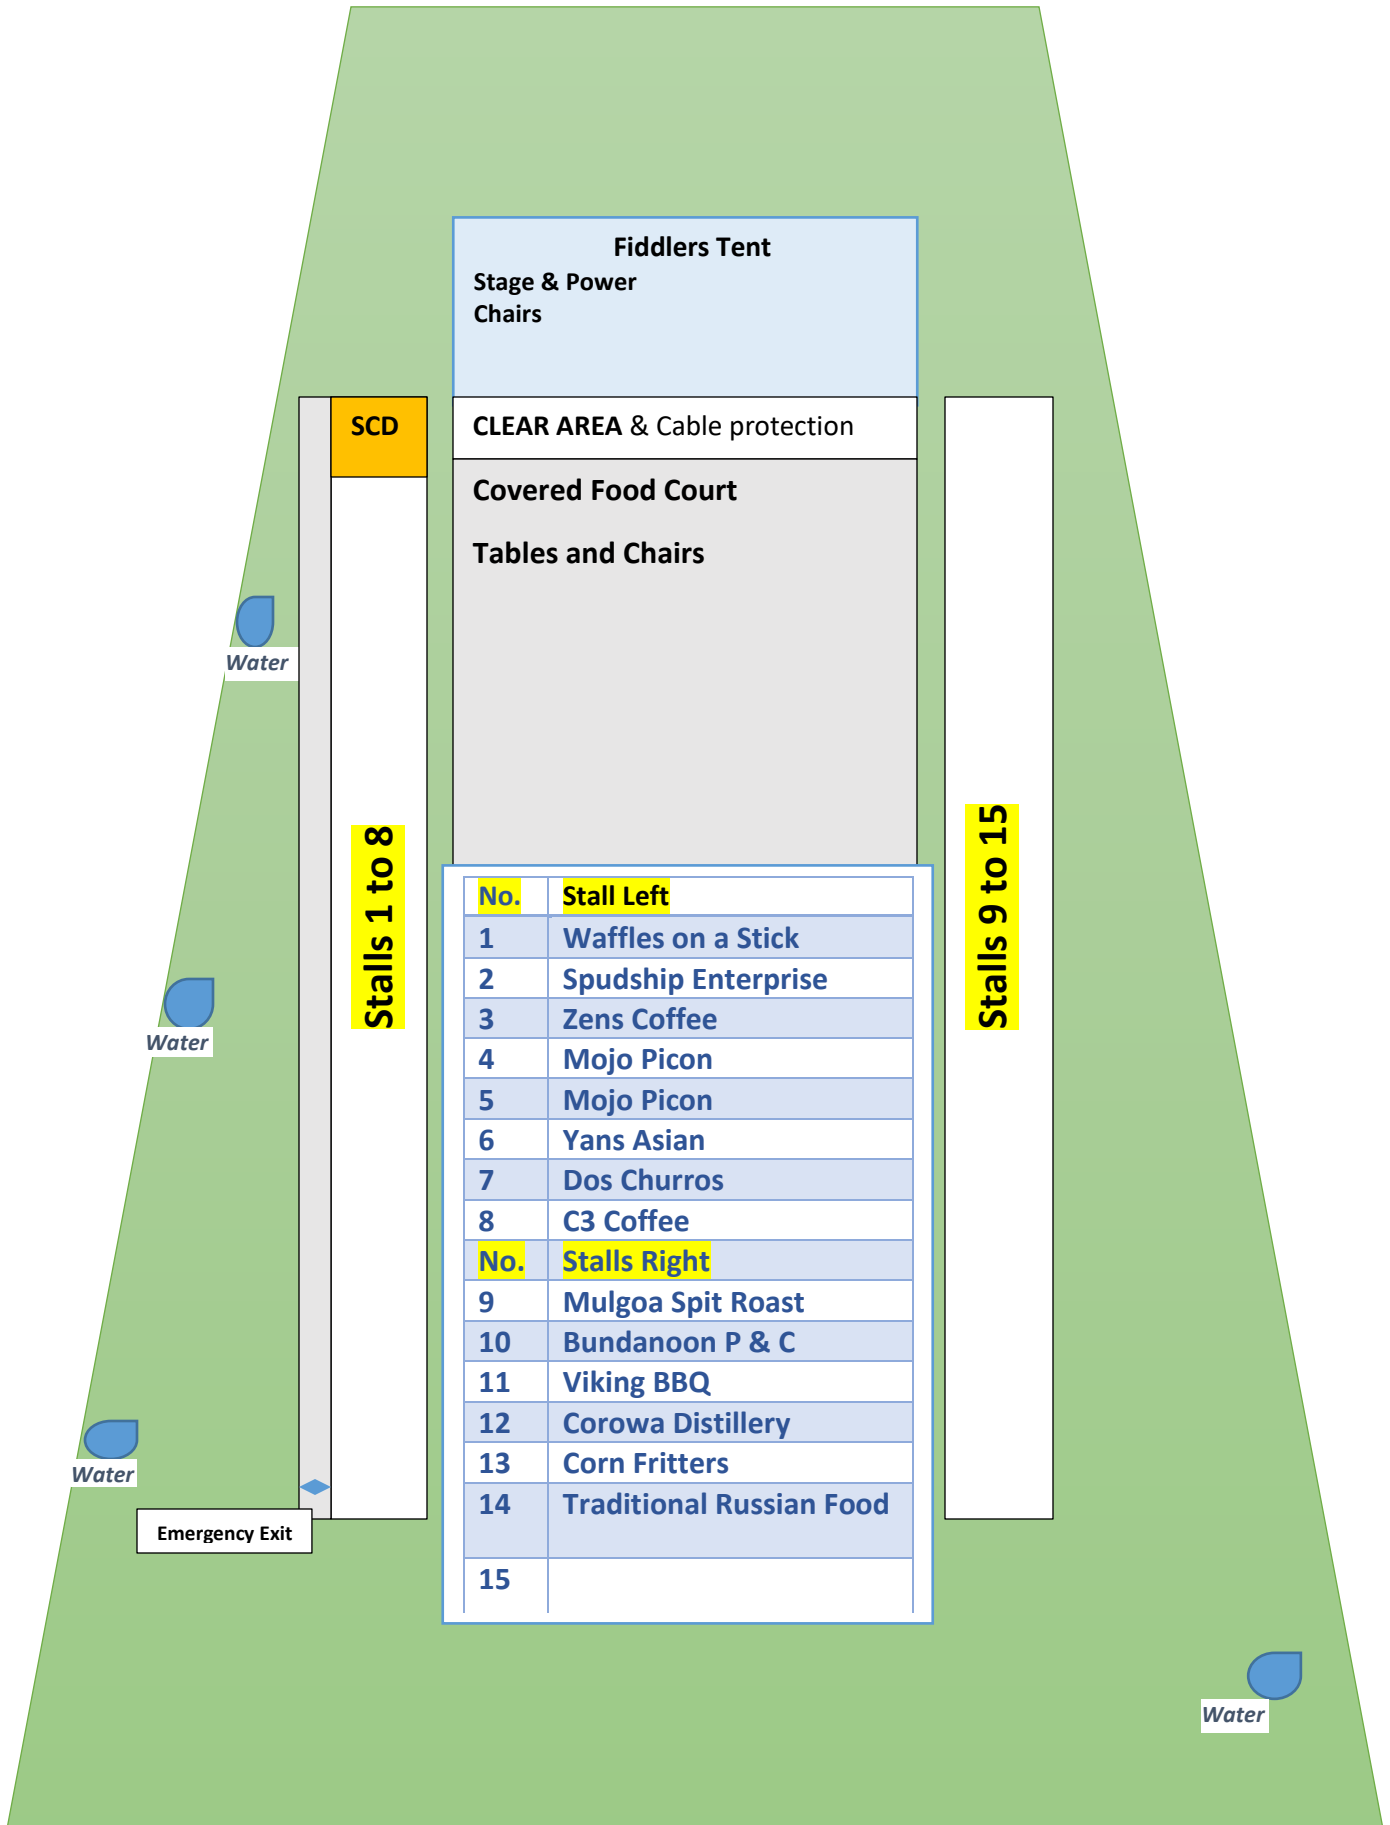 Fiddlers Tent
Stage & Power
Chairs
SCD
CLEAR AREA & Cable protection
Covered Food Court
Tables and Chairs
Water
Stalls 1 to 8
Stalls 9 to 15
No. Stall Left
1 Waffles on a Stick
2 Spudship Enterprise
3 Zens Coffee
4 Mojo Picon
5 Mojo Picon
6 Yans Asian
7 Dos Churros
8 C3 Coffee
No. Stalls Right
9 Mulgoa Spit Roast
10 Bundanoon P & C
11 Viking BBQ
12 Corowa Distillery
13 Corn Fritters
14 Traditional Russian Food
15
Water
Water
Emergency Exit
Water